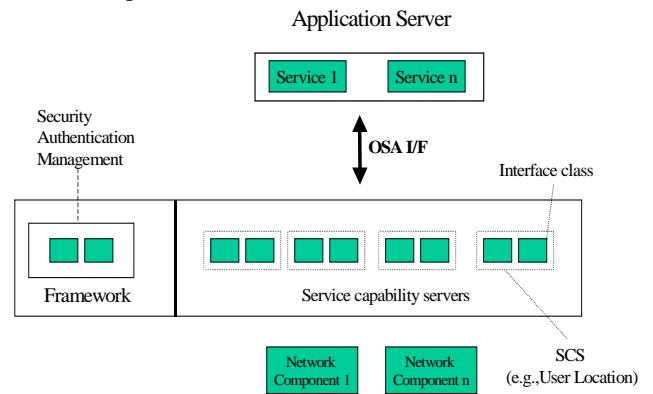 Application Server
Service 1
Service n
Security
Authentication
Management
OSA I/F
Interface class
Framework
Service capability servers
Network
Component 1
Network
Component n
SCS
(e.g.,User Location)